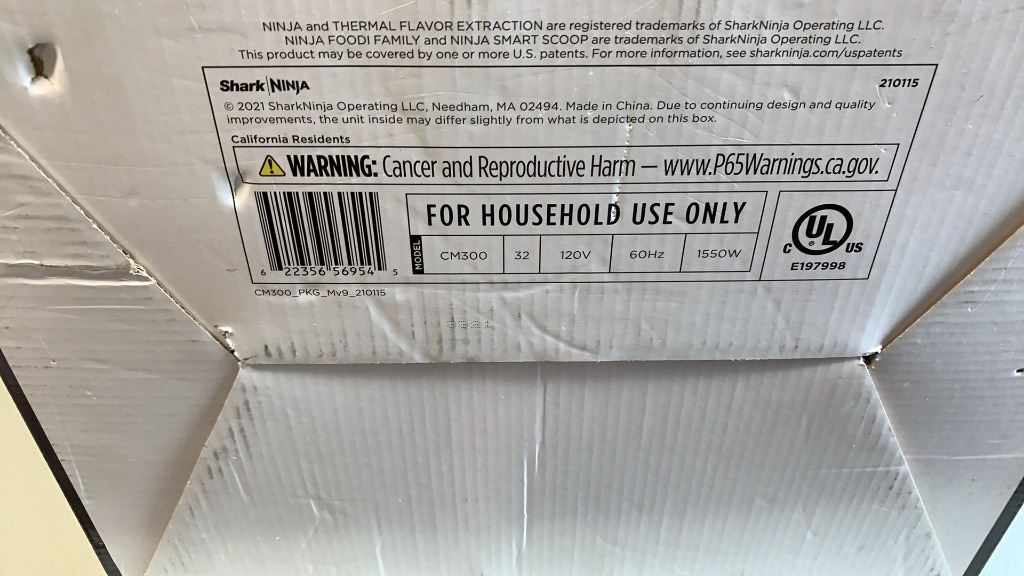 NINJA and THERMAL FLAVOR EXTRACTION are registered trademarks of SharkNinja Operating LLC.
NINJA FOODI FAMILY and NINJA SMART SCOOP are trademarks of SharkNinja Operating LLC.
This product may be covered by one or more U.S. patents. For more information, see sharkninja.com/uspatents
Shark|NINJA
210115
© 2021 SharkNinja Operating LLC, Needham, MA 02494. Made in China. Due to continuing design and quality
improvements, the unit inside may differ slightly from what is depicted on this box.
California Residents
WARNING: Cancer and Reproductive Harm — www.P65Warnings.ca.gov.
FOR HOUSEHOLD USE ONLY
MODEL CM300 32 120V 60Hz 1550W
C UL® US
E197998
6 22356 56954 5
CM300_PKG_Mv9_210115